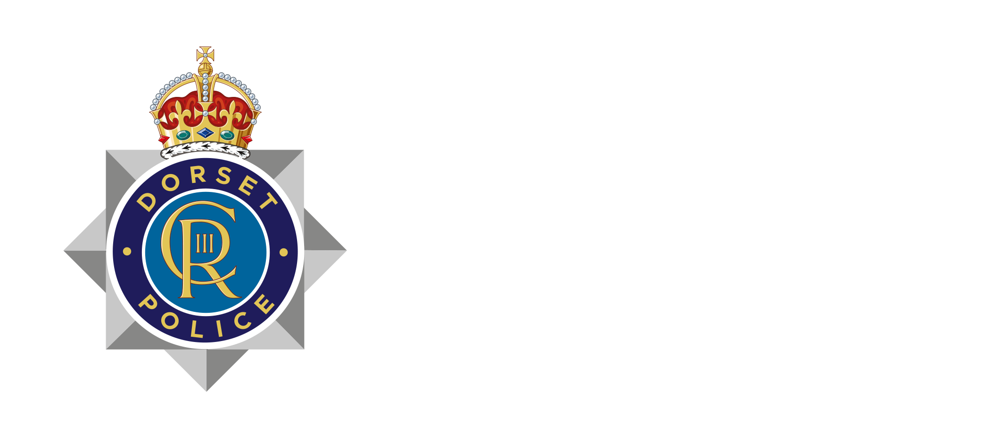 DORSET
CR
III
POLICE